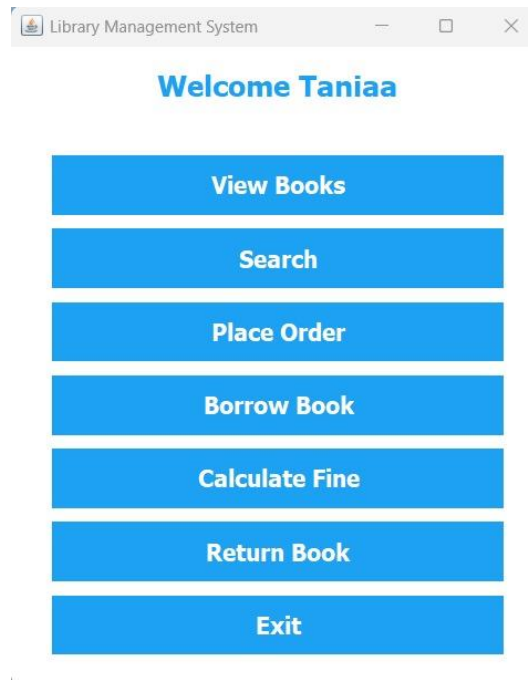 Library Management System
Welcome Taniaa
View Books
Search
Place Order
Borrow Book
Calculate Fine
Return Book
Exit